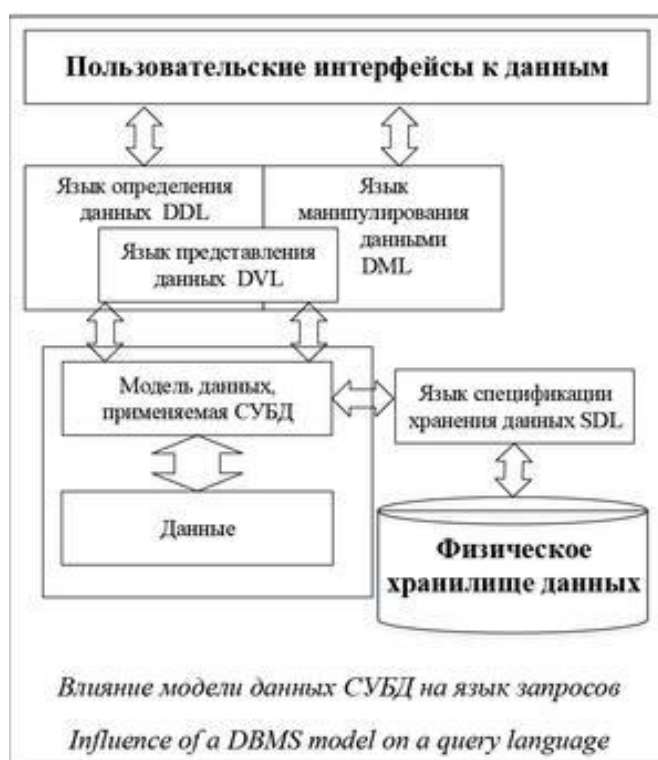 Пользовательские интерфейсы к данным
Язык определения
данных DDL
Язык
манипулирования
данными
DML
Язык представления
данных DVL
Модель данных,
применяемая СУБД
Язык спецификации
хранения данных SDL
Данные
Физическое
хранилище данных
Влияние модели данных СУБД на язык запросов
Influence of a DBMS model on a query language